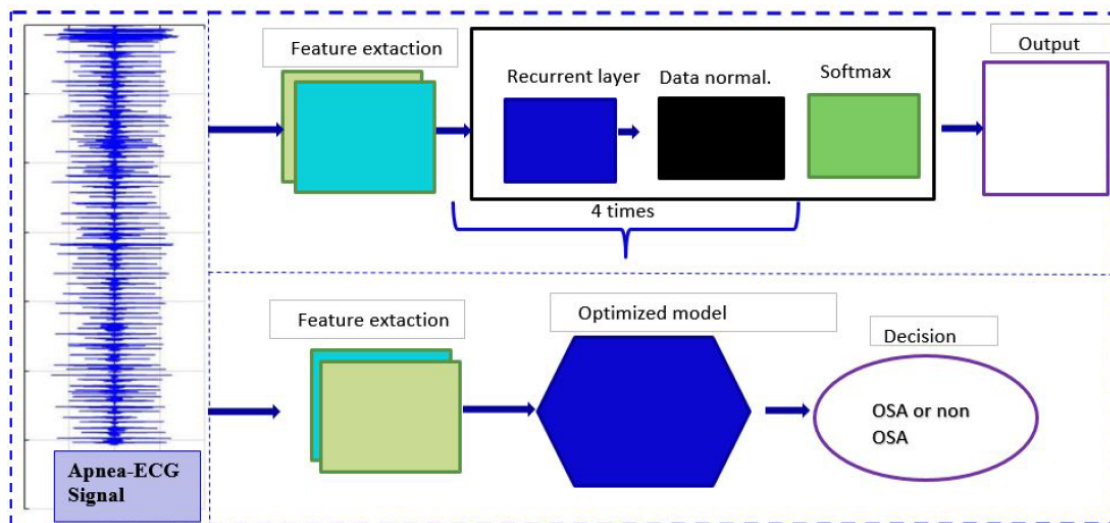 Feature extaction
Recurrent layer
Data normal.
Softmax
Output
4 times
Feature extaction
Optimized model
Decision
OSA or non
OSA
Apnea-ECG
Signal